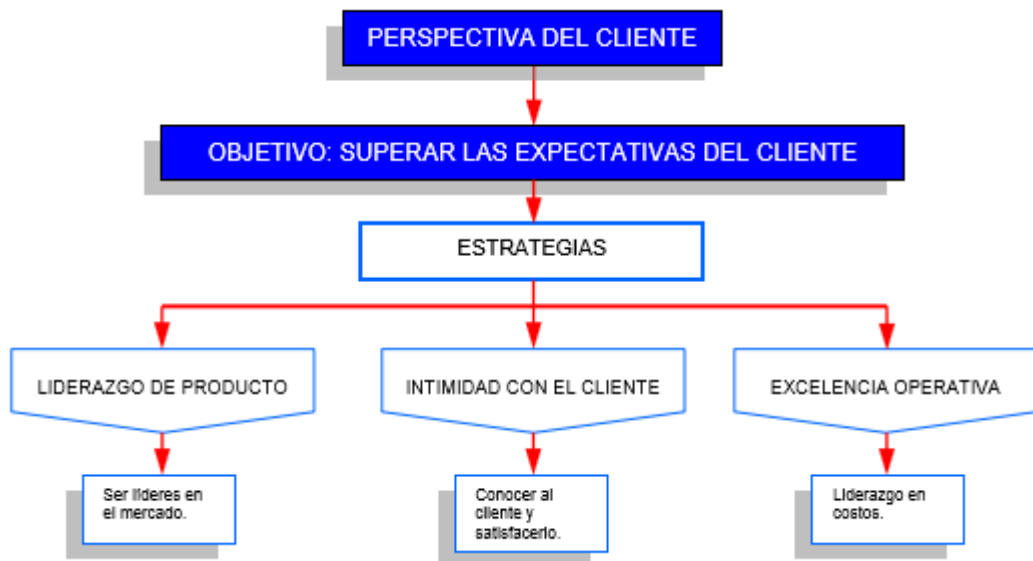 PERSPECTIVA DEL CLIENTE
OBJETIVO: SUPERAR LAS EXPECTATIVAS DEL CLIENTE
ESTRATEGIAS
LIDERAZGO DE PRODUCTO
INTIMIDAD CON EL CLIENTE
EXCELENCIA OPERATIVA
Ser líderes en
el mercado.
Conocer al
cliente y
satisfacerlo.
Liderazgo en
costos.